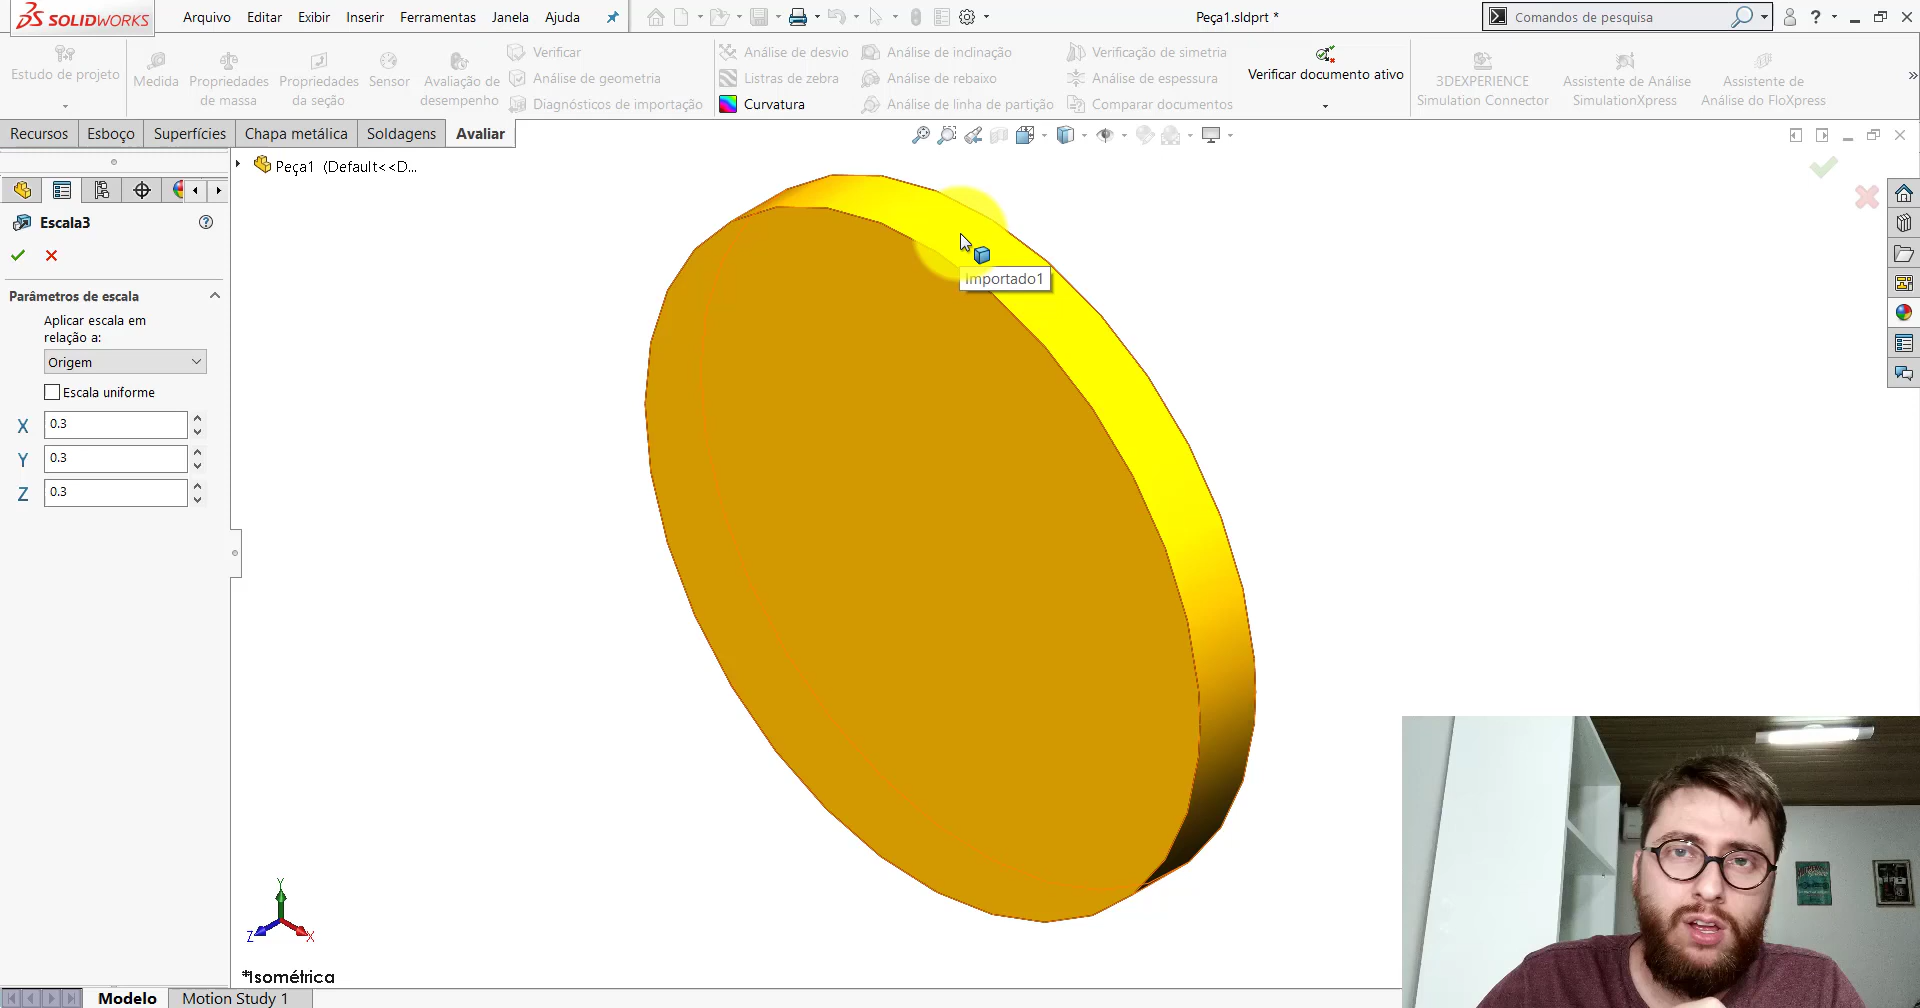 SOLIDWORKS
Arquivo Editar Exibir Inserir Ferramentas Janela Ajuda
Peça1.sldprt *
Comandos de pesquisa
Estudo de projeto
Medida
Propriedades de massa
Propriedades da seção
Sensor
Avaliação de desempenho
Verificar
Análise de geometria
Diagnósticos de importação
Análise de desvio
Listras de zebra
Curvatura
Análise de inclinação
Análise de rebaixo
Análise de linha de partição
Verificação de simetria
Análise de espessura
Comparar documentos
Verificar documento ativo
3DEXPERIENCE
Simulation Connector
Assistente de Análise
SimulationXpress
Assistente de
Análise do FloXpress
Recursos Esboço Superfícies Chapa metálica Soldagens Avaliar
Peça1 (Default<<D...
Escala3
Parâmetros de escala
Aplicar escala em
relação a:
Origem
Escala uniforme
X 0.3
Y 0.3
Z 0.3
Importado1
Y
Z X
*Isométrica
Modelo Motion Study 1